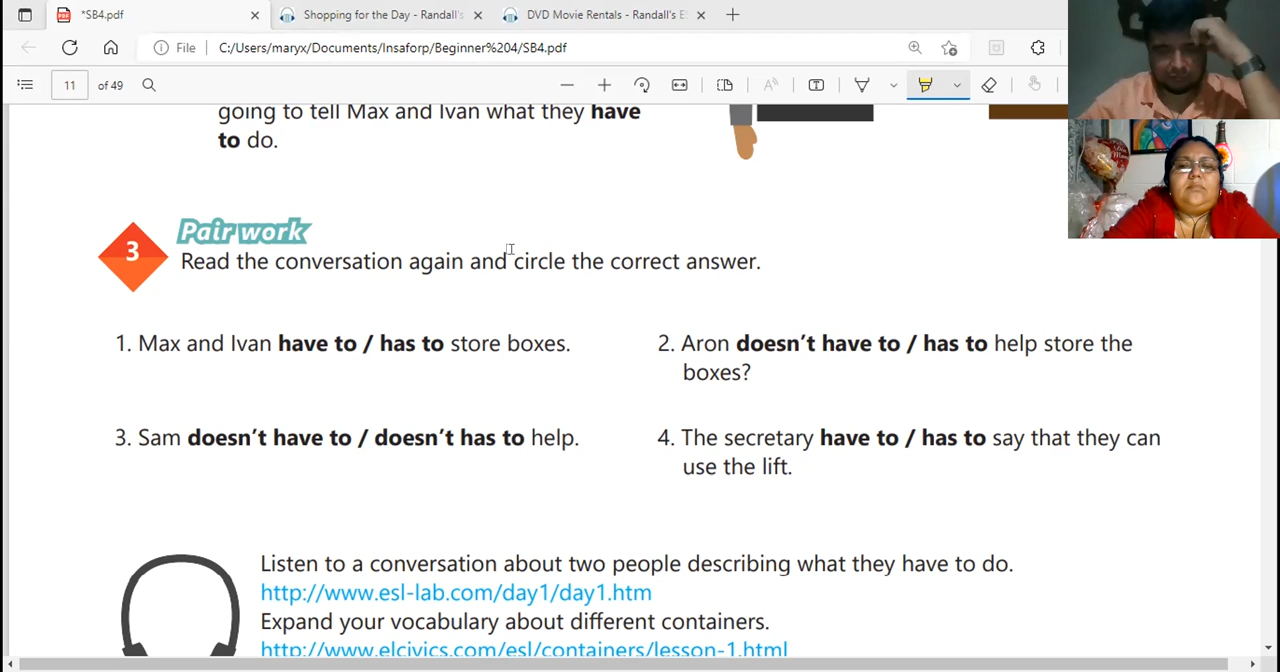 *SB4.pdf
Shopping for the Day - Randall's
DVD Movie Rentals - Randall's ES
File
C:/Users/maryx/Documents/Insaforp/Beginner%204/SB4.pdf
11 of 49
going to tell Max and Ivan what they have
to do.
3
Pair work
Read the conversation again and circle the correct answer.
1. Max and Ivan have to / has to store boxes.
2. Aron doesn't have to / has to help store the
boxes?
3. Sam doesn't have to / doesn't has to help.
4. The secretary have to / has to say that they can
use the lift.
Listen to a conversation about two people describing what they have to do.
http://www.esl-lab.com/day1/day1.htm
Expand your vocabulary about different containers.
http://www.elcivics.com/esl/containers/lesson-1.html